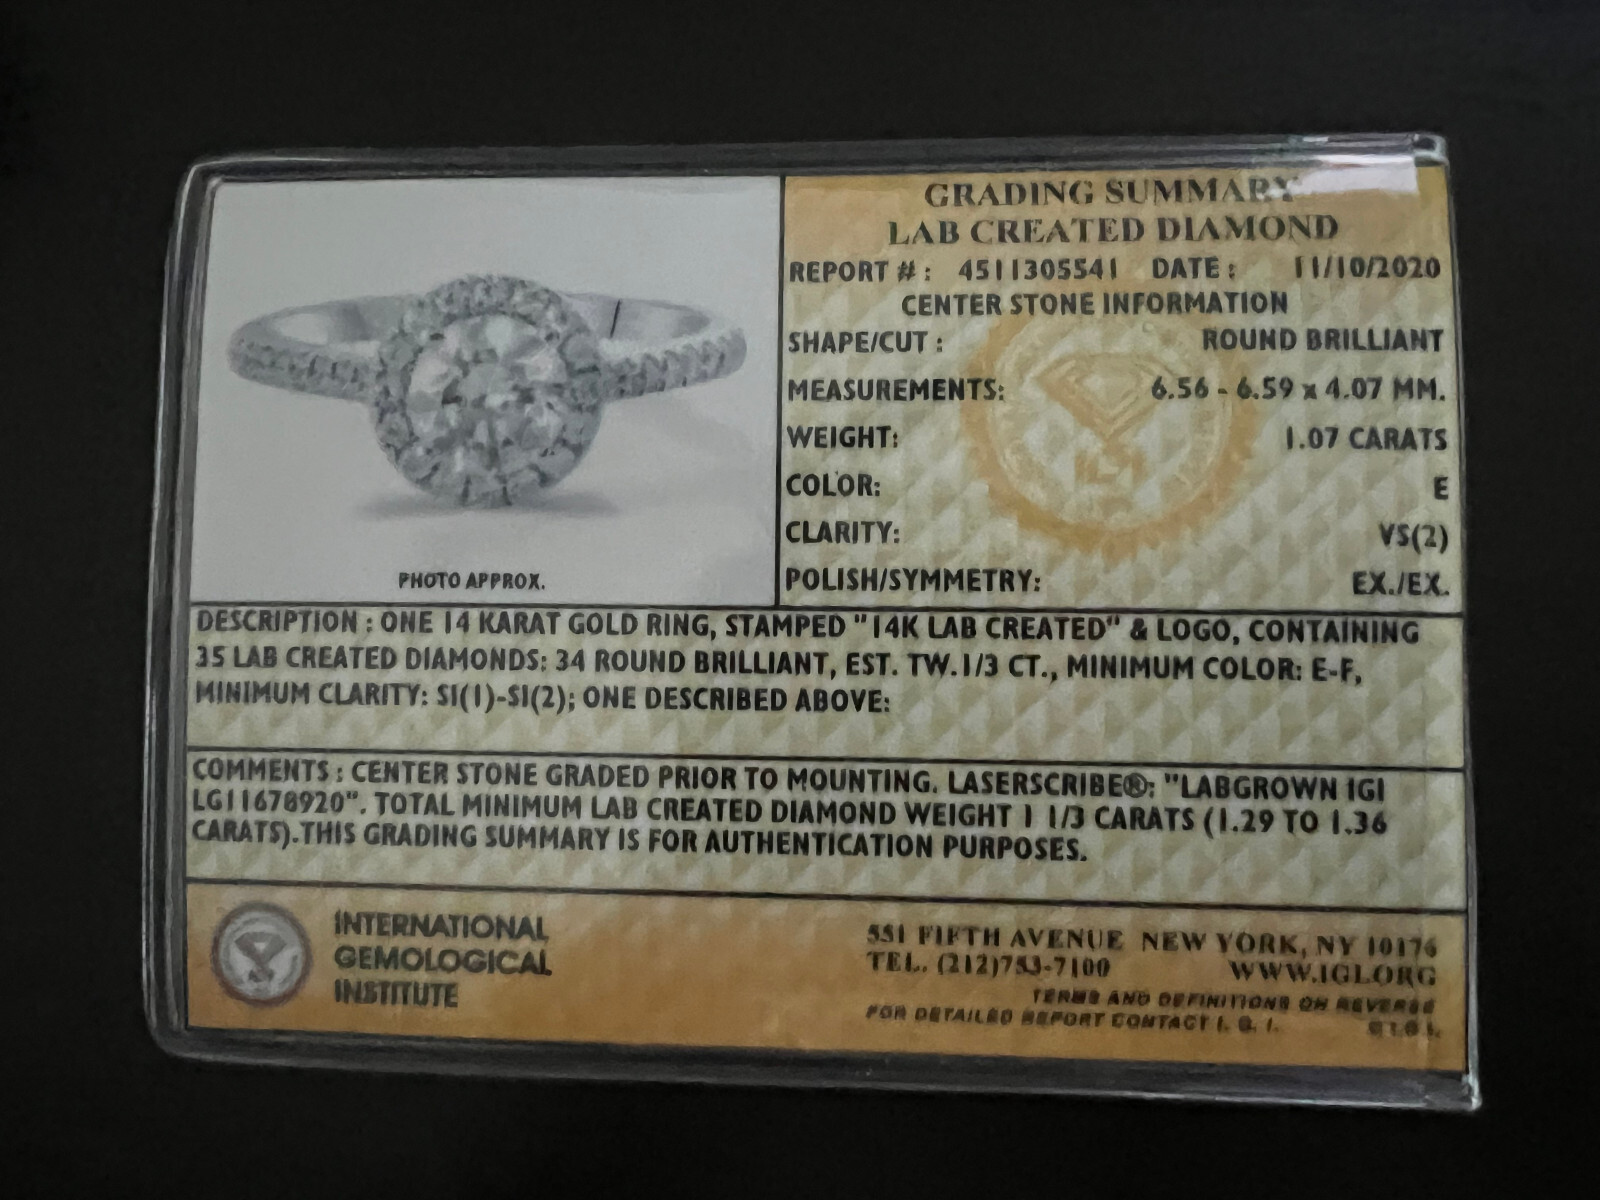 GRADING SUMMARY
LAB CREATED DIAMOND
REPORT # : 4511305541 DATE : 11/10/2020
CENTER STONE INFORMATION
SHAPE/CUT : ROUND BRILLIANT
MEASUREMENTS: 6.56 - 6.59 x 4.07 MM.
WEIGHT: 1.07 CARATS
COLOR: E
CLARITY: VS(2)
POLISH/SYMMETRY: EX./EX.
PHOTO APPROX.
DESCRIPTION : ONE 14 KARAT GOLD RING, STAMPED "14K LAB CREATED" & LOGO, CONTAINING
35 LAB CREATED DIAMONDS: 34 ROUND BRILLIANT, EST. TW.1/3 CT., MINIMUM COLOR: E-F,
MINIMUM CLARITY: SI(1)-SI(2); ONE DESCRIBED ABOVE:
COMMENTS : CENTER STONE GRADED PRIOR TO MOUNTING. LASERSCRIBE®: "LABGROWN IGI
LG11678920". TOTAL MINIMUM LAB CREATED DIAMOND WEIGHT 1 1/3 CARATS (1.29 TO 1.36
CARATS).THIS GRADING SUMMARY IS FOR AUTHENTICATION PURPOSES.
INTERNATIONAL
GEMOLOGICAL
INSTITUTE
551 FIFTH AVENUE NEW YORK, NY 10176
TEL. (212)753-7100 WWW.IGI.ORG
TERMS AND DEFINITIONS ON REVERSE
FOR DETAILED REPORT CONTACT I. G. I.